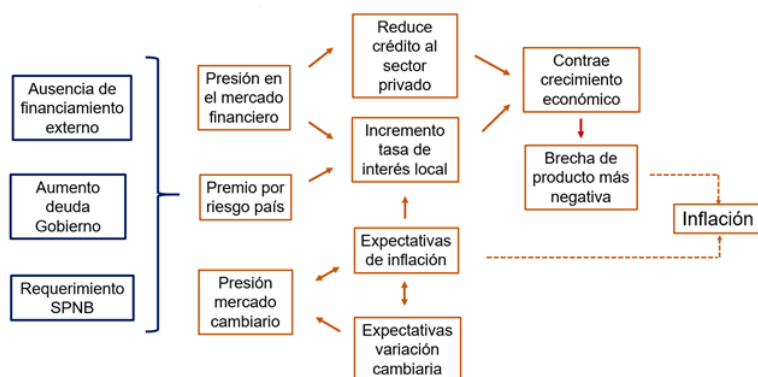 Ausencia de
financiamiento
externo
Aumento
deuda
Gobierno
Requerimiento
SPNB
Presión en
el mercado
financiero
Premio por
riesgo país
Presión
mercado
cambiario
Reduce
crédito al
sector
privado
Incremento
tasa de
interés local
Expectativas
de inflación
Expectativas
variación
cambiaria
Contrae
crecimiento
económico
Brecha de
producto más
negativa
Inflación